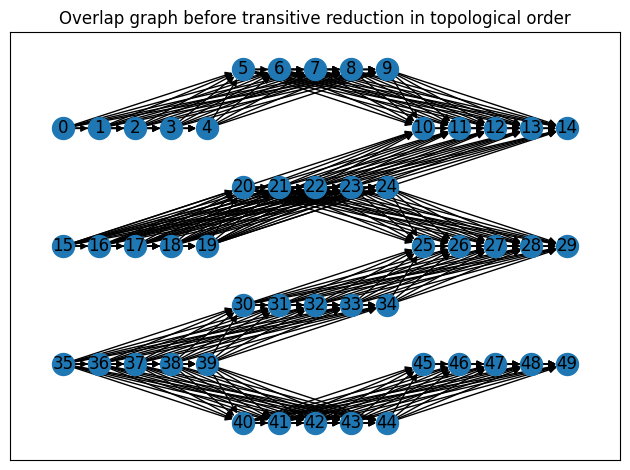 Overlap graph before transitive reduction in topological order
5 6 7 8 9
0 1 2 3 4 10 11 12 13 14
20 21 22 23 24
15 16 17 18 19 25 26 27 28 29
30 31 32 33 34
35 36 37 38 39 45 46 47 48 49
40 41 42 43 44